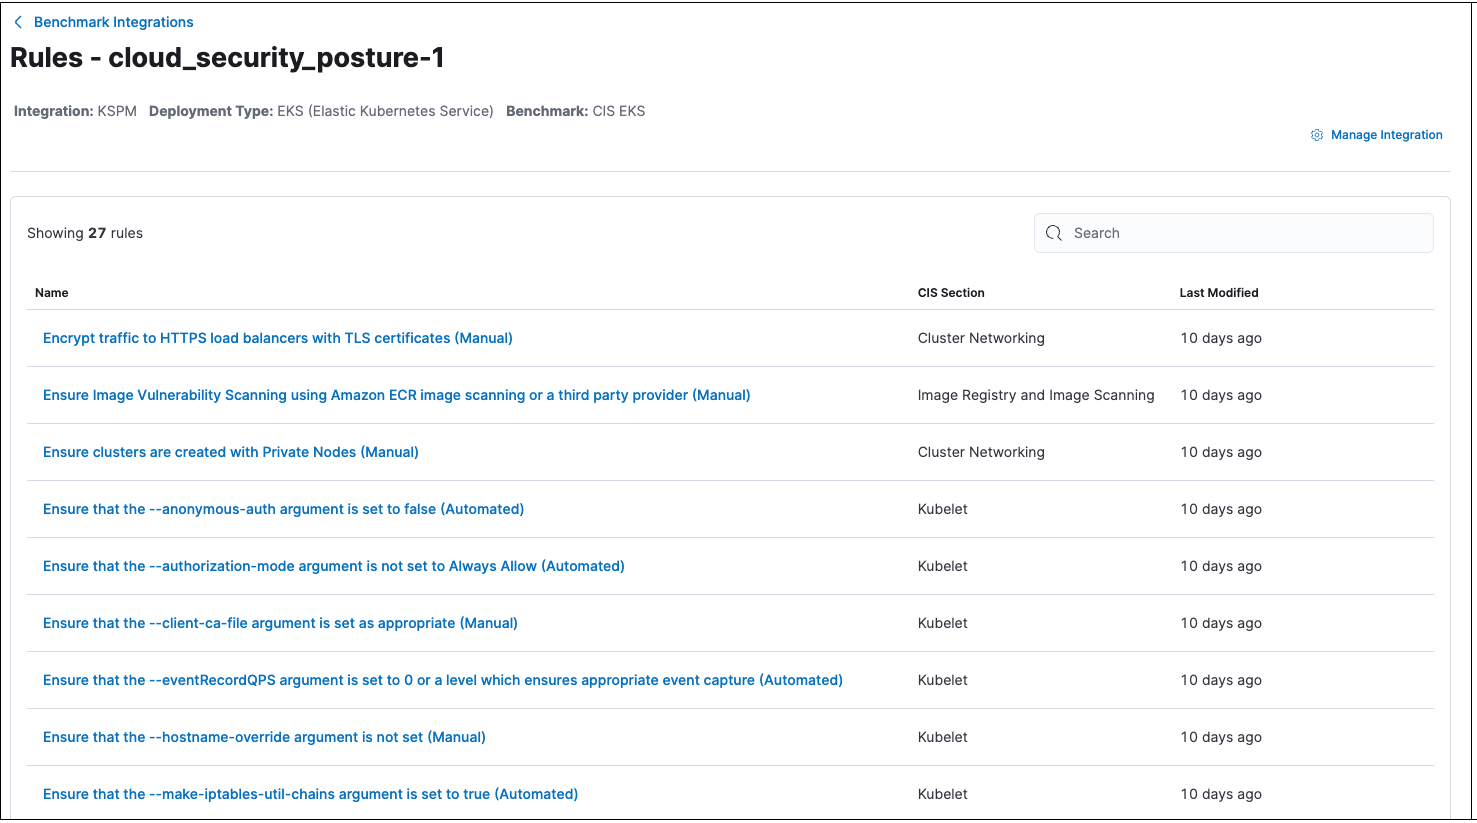 Benchmark Integrations
Rules - cloud_security_posture-1
Integration: KSPM Deployment Type: EKS (Elastic Kubernetes Service) Benchmark: CIS EKS
Manage Integration
Showing 27 rules Search
Name CIS Section Last Modified
Encrypt traffic to HTTPS load balancers with TLS certificates (Manual) Cluster Networking 10 days ago
Ensure Image Vulnerability Scanning using Amazon ECR image scanning or a third party provider (Manual) Image Registry and Image Scanning 10 days ago
Ensure clusters are created with Private Nodes (Manual) Cluster Networking 10 days ago
Ensure that the --anonymous-auth argument is set to false (Automated) Kubelet 10 days ago
Ensure that the --authorization-mode argument is not set to Always Allow (Automated) Kubelet 10 days ago
Ensure that the --client-ca-file argument is set as appropriate (Manual) Kubelet 10 days ago
Ensure that the --eventRecordQPS argument is set to 0 or a level which ensures appropriate event capture (Automated) Kubelet 10 days ago
Ensure that the --hostname-override argument is not set (Manual) Kubelet 10 days ago
Ensure that the --make-iptables-util-chains argument is set to true (Automated) Kubelet 10 days ago